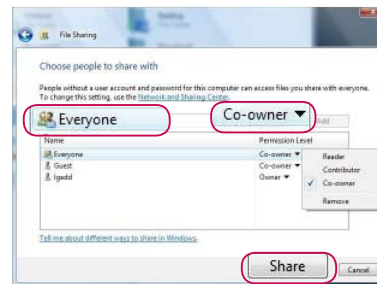 File Sharing
Choose people to share with
People without a user account and password for this computer can access files you share with everyone.
To change this setting, use the Network and Sharing Center.
Everyone Co-owner
Add
Name Permission Level
Everyone Co-owner
Guest Co-owner
lgedd Owner
Reader
Contributor
Co-owner
Remove
Tell me about different ways to share in Windows.
Share Cancel